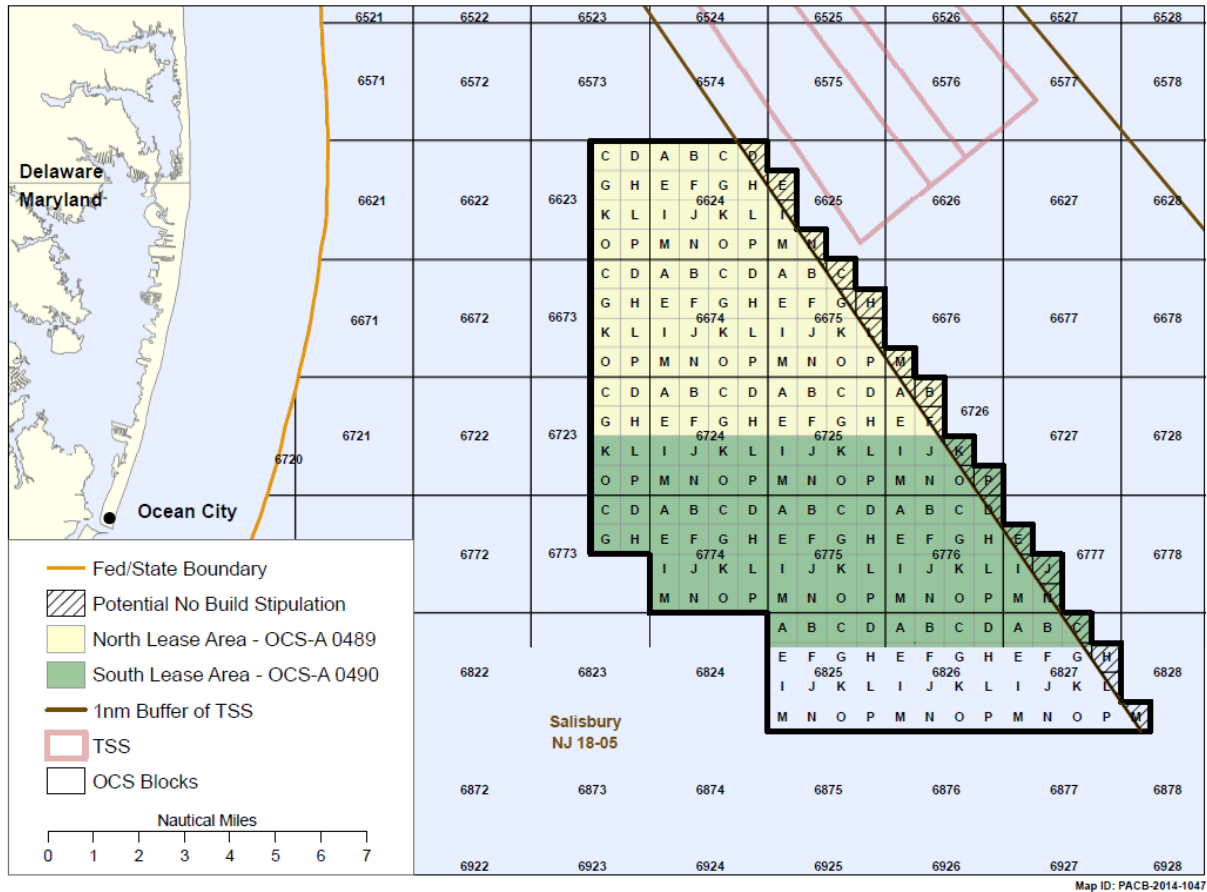 6521 6522 6523 6524 6525 6526 6527 6528
6571 6572 6573 6574 6575 6576 6577 6578
Delaware
Maryland
C D A B C D
G H E F G H E
6621 6622 6623 6624 6625 6626 6627 6628
K L I J K L I
O P M N O P M N
C D A B C D A B C
G H E F G H E F G H
6671 6672 6673 6674 6675 6676 6677 6678
K L I J K L I J K L
O P M N O P M N O P M
C D A B C D A B C D A B
G H E F G H E F G H E F
6726
6721 6722 6723 6724 6725 6727 6728
K L I J K L I J K L I J K
6720
O P M N O P M N O P M N O P
C D A B C D A B C D A B C D
Ocean City
G H E F G H E F G H E F G H E
6772 6773 6774 6775 6776 6777 6778
I J K L I J K L I J K L I J
M N O P M N O P M N O P M N
A B C D A B C D A B C
E F G H E F G H E F G H
6822 6823 6824 6825 6826 6827 6828
I J K L I J K L I J K L
M N O P M N O P M N O P M
Salisbury
NJ 18-05
6872 6873 6874 6875 6876 6877 6878
6922 6923 6924 6925 6926 6927 6928
Fed/State Boundary
Potential No Build Stipulation
North Lease Area - OCS-A 0489
South Lease Area - OCS-A 0490
1nm Buffer of TSS
TSS
OCS Blocks
Nautical Miles
0 1 2 3 4 5 6 7
Map ID: PACB-2014-1047